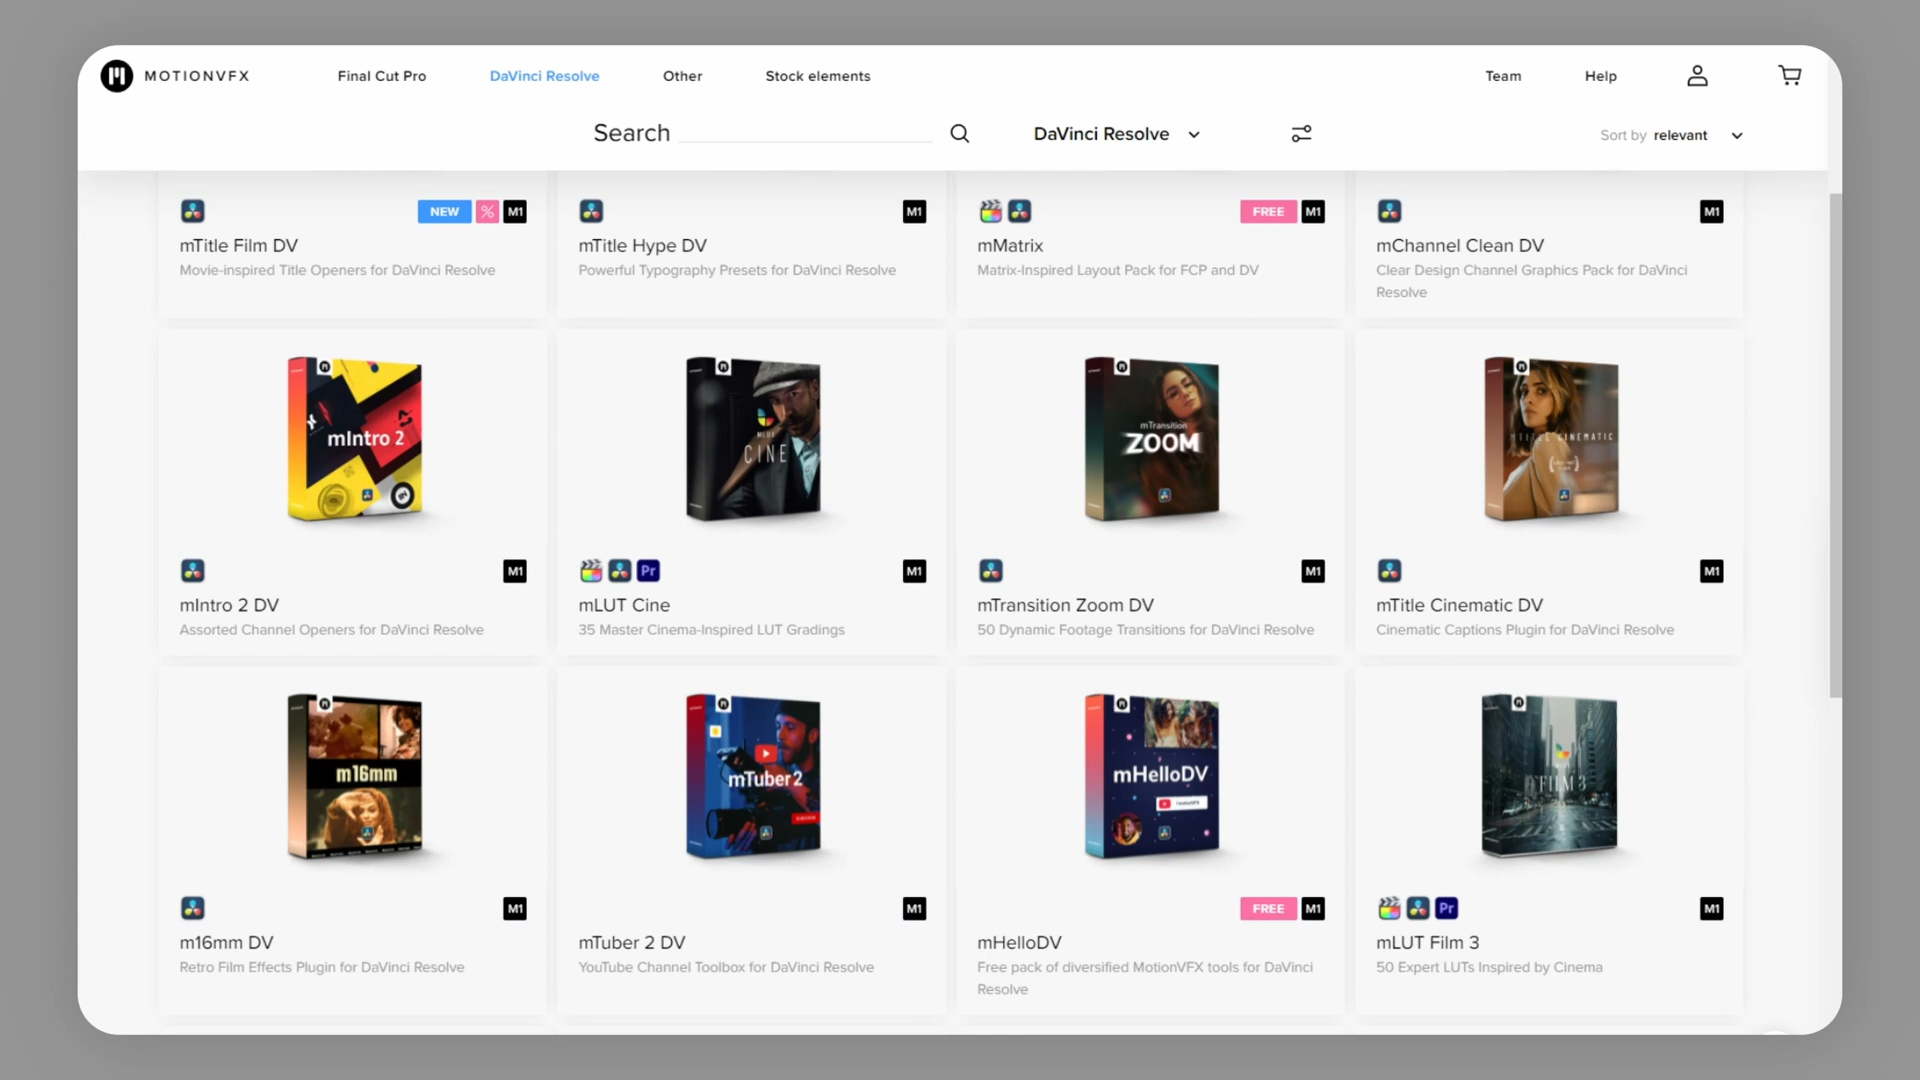 MOTIONVFX
Final Cut Pro
DaVinci Resolve
Other
Stock elements
Team
Help
Search
DaVinci Resolve
Sort by relevant
NEW % M1
mTitle Film DV
Movie-inspired Title Openers for DaVinci Resolve
M1
mTitle Hype DV
Powerful Typography Presets for DaVinci Resolve
FREE M1
mMatrix
Matrix-Inspired Layout Pack for FCP and DV
M1
mChannel Clean DV
Clear Design Channel Graphics Pack for DaVinci
Resolve
mIntro 2
M1
mIntro 2 DV
Assorted Channel Openers for DaVinci Resolve
CINE
Pr M1
mLUT Cine
35 Master Cinema-Inspired LUT Gradings
mTransition
ZOOM
M1
mTransition Zoom DV
50 Dynamic Footage Transitions for DaVinci Resolve
MTITLE CINEMATIC
M1
mTitle Cinematic DV
Cinematic Captions Plugin for DaVinci Resolve
m16mm
M1
m16mm DV
Retro Film Effects Plugin for DaVinci Resolve
mTuber 2
M1
mTuber 2 DV
YouTube Channel Toolbox for DaVinci Resolve
mHelloDV
FREE M1
mHelloDV
Free pack of diversified MotionVFX tools for DaVinci
Resolve
FILM 3
Pr M1
mLUT Film 3
50 Expert LUTs Inspired by Cinema